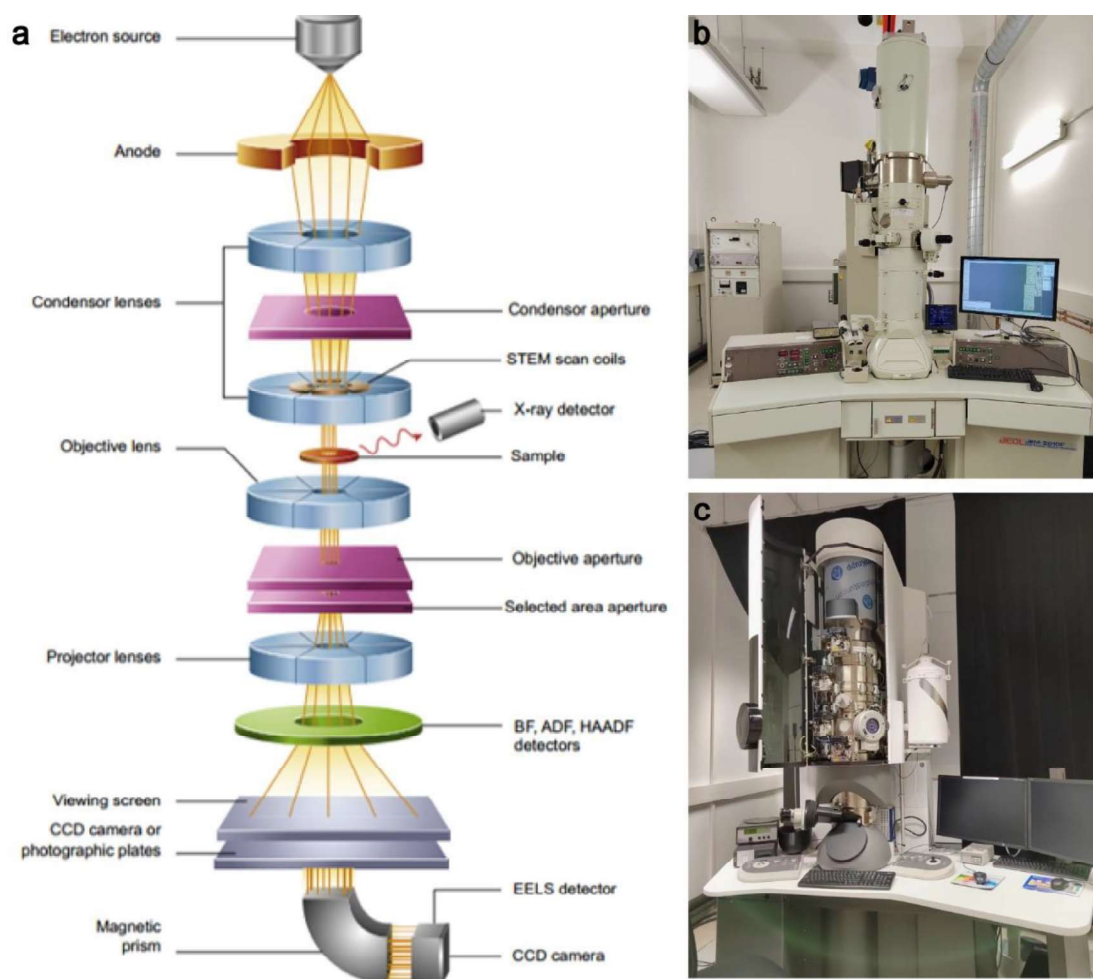 a
Electron source
Anode
Condensor lenses
Condensor aperture
STEM scan coils
X-ray detector
Objective lens
Sample
Objective aperture
Selected area aperture
Projector lenses
BF, ADF, HAADF
detectors
Viewing screen
CCD camera or
photographic plates
EELS detector
Magnetic
prism
CCD camera
b
JEOL
c